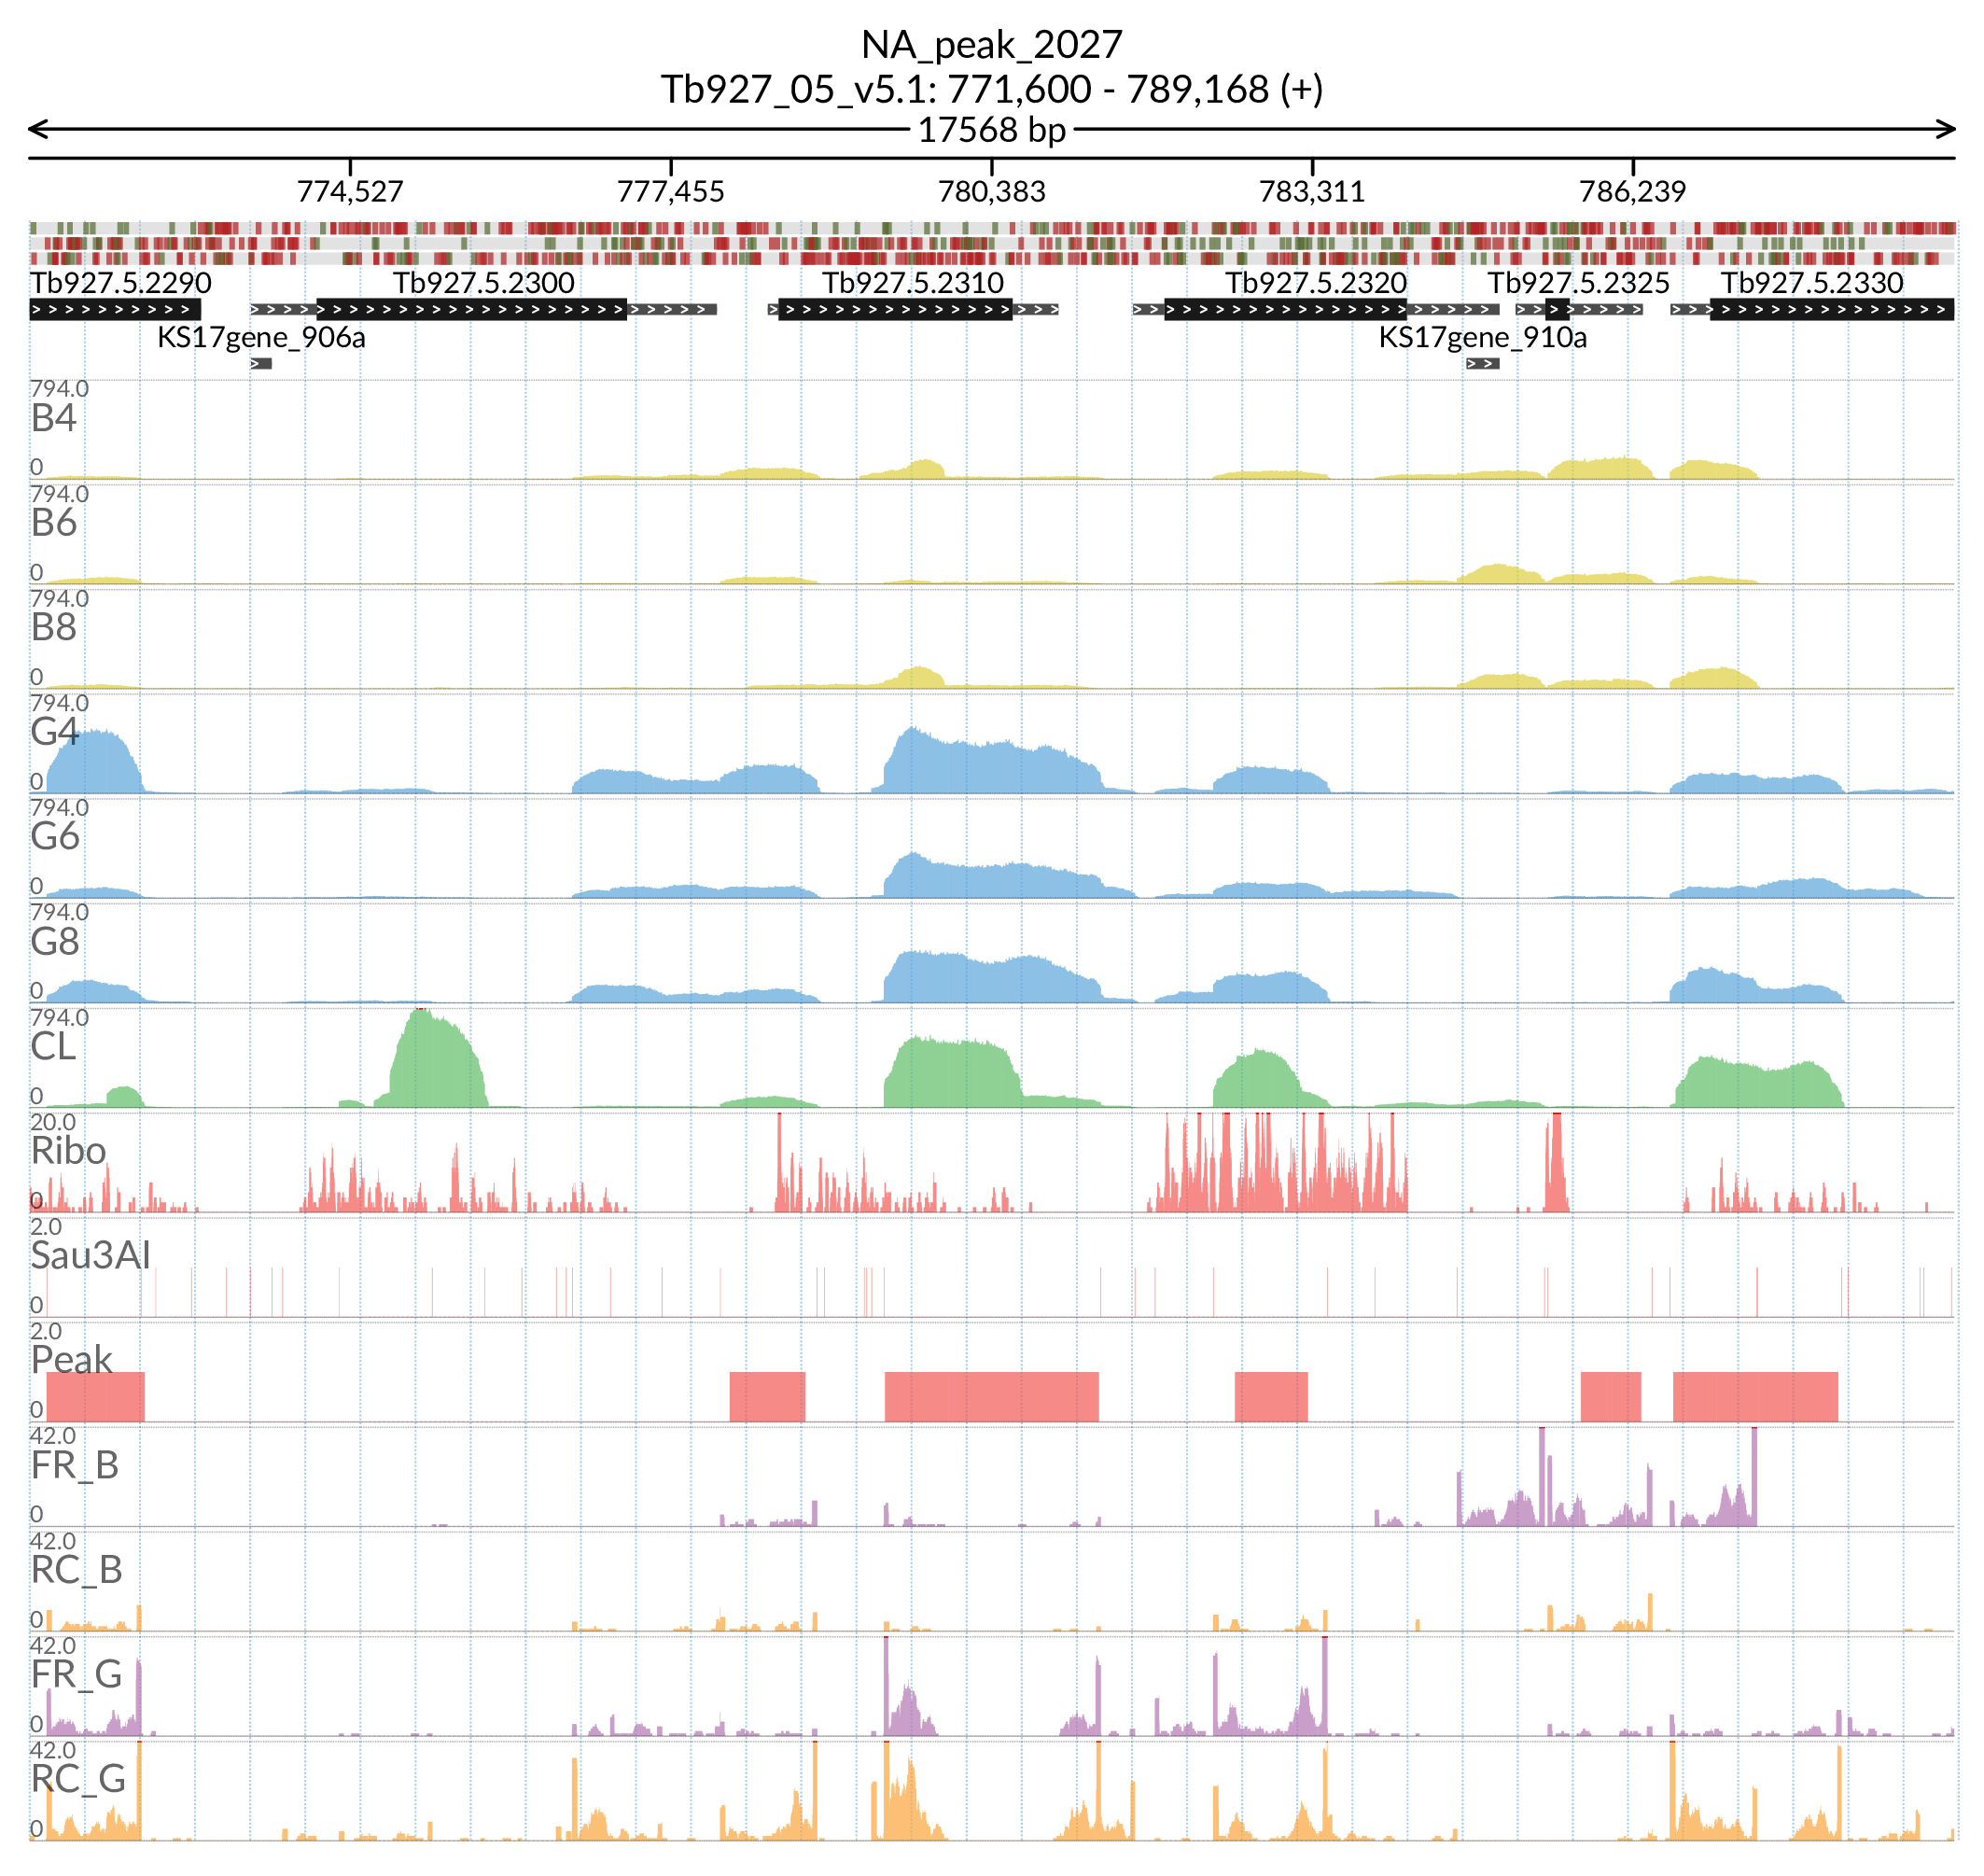 NA_peak_2027
Tb927_05_v5.1: 771,600 - 789,168 (+)
17568 bp
774,527 777,455 780,383 783,311 786,239
Tb927.5.2290 Tb927.5.2300 Tb927.5.2310 Tb927.5.2320 Tb927.5.2325 Tb927.5.2330
KS17gene_906a KS17gene_910a
794.0
B4
0
794.0
B6
0
794.0
B8
0
794.0
G4
0
794.0
G6
0
794.0
G8
0
794.0
CL
0
20.0
Ribo
0
2.0
Sau3AI
0
2.0
Peak
0
42.0
FR_B
0
42.0
RC_B
0
42.0
FR_G
0
42.0
RC_G
0